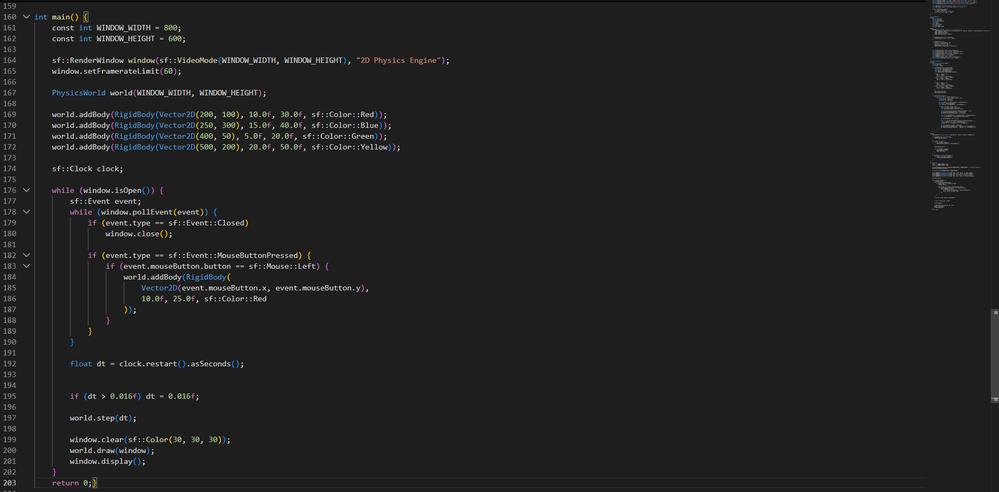 159
160 int main() {
161 const int WINDOW_WIDTH = 800;
162 const int WINDOW_HEIGHT = 600;
163
164 sf::RenderWindow window(sf::VideoMode(WINDOW_WIDTH, WINDOW_HEIGHT), "2D Physics Engine");
165 window.setFramerateLimit(60);
166
167 PhysicsWorld world(WINDOW_WIDTH, WINDOW_HEIGHT);
168
169 world.addBody(RigidBody(Vector2D(200, 100), 10.0f, 30.0f, sf::Color::Red));
170 world.addBody(RigidBody(Vector2D(250, 300), 15.0f, 40.0f, sf::Color::Blue));
171 world.addBody(RigidBody(Vector2D(400, 50), 5.0f, 20.0f, sf::Color::Green));
172 world.addBody(RigidBody(Vector2D(500, 200), 20.0f, 50.0f, sf::Color::Yellow));
173
174 sf::Clock clock;
175
176 while (window.isOpen()) {
177 sf::Event event;
178 while (window.pollEvent(event)) {
179 if (event.type == sf::Event::Closed)
180 window.close();
181
182 if (event.type == sf::Event::MouseButtonPressed) {
183 if (event.mouseButton.button == sf::Mouse::Left) {
184 world.addBody(RigidBody(
185 Vector2D(event.mouseButton.x, event.mouseButton.y),
186 10.0f, 25.0f, sf::Color::Red
187 ));
188 }
189 }
190 }
191
192 float dt = clock.restart().asSeconds();
193
194
195 if (dt > 0.016f) dt = 0.016f;
196
197 world.step(dt);
198
199 window.clear(sf::Color(30, 30, 30));
200 world.draw(window);
201 window.display();
202 }
203 return 0;}